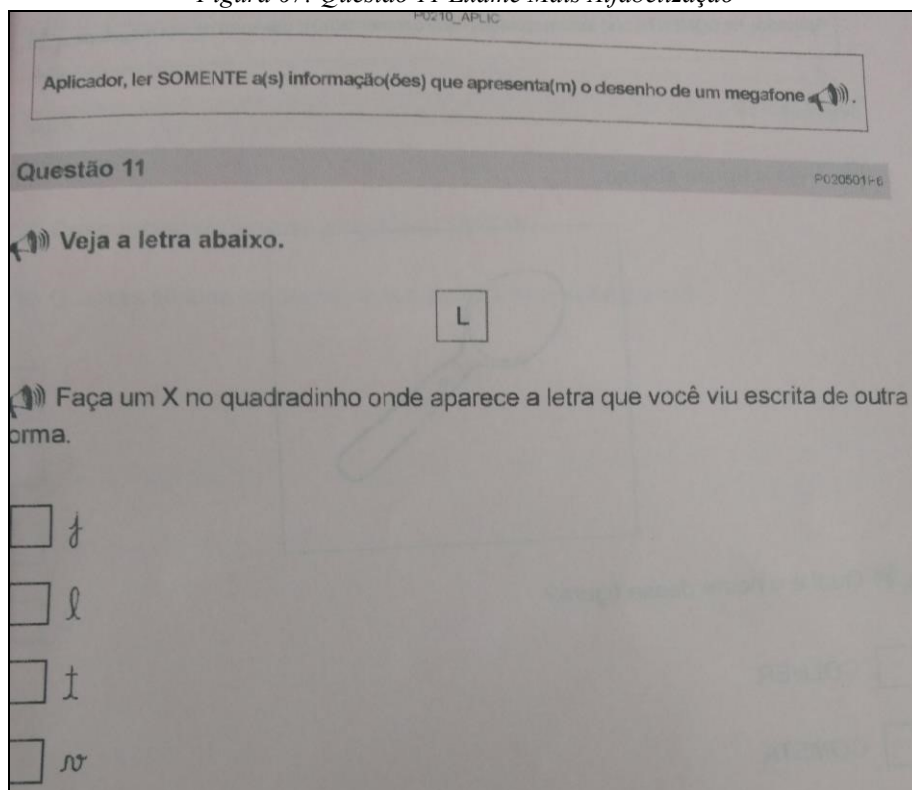 P0210_APLIC
Aplicador, ler SOMENTE a(s) informação(ões) que apresenta(m) o desenho de um megafone.
Questão 11
Veja a letra abaixo.
L
Faça um X no quadradinho onde aparece a letra que você viu escrita de outra
orma.
j
l
t
v